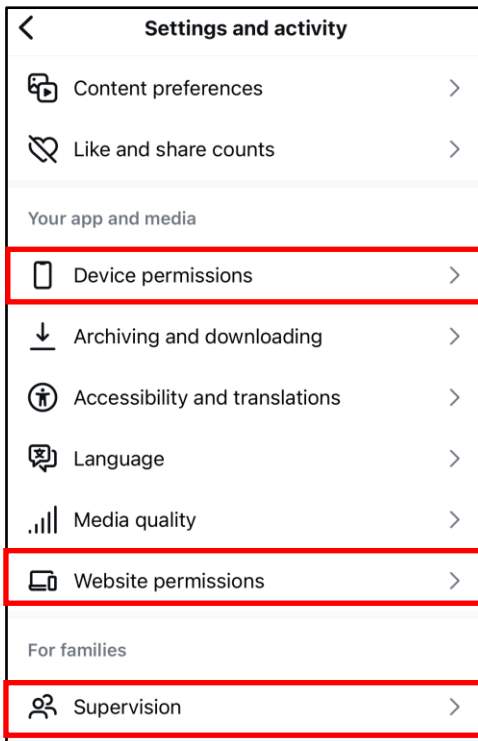 Settings and activity
Content preferences
Like and share counts
Your app and media
Device permissions
Archiving and downloading
Accessibility and translations
Language
Media quality
Website permissions
For families
Supervision